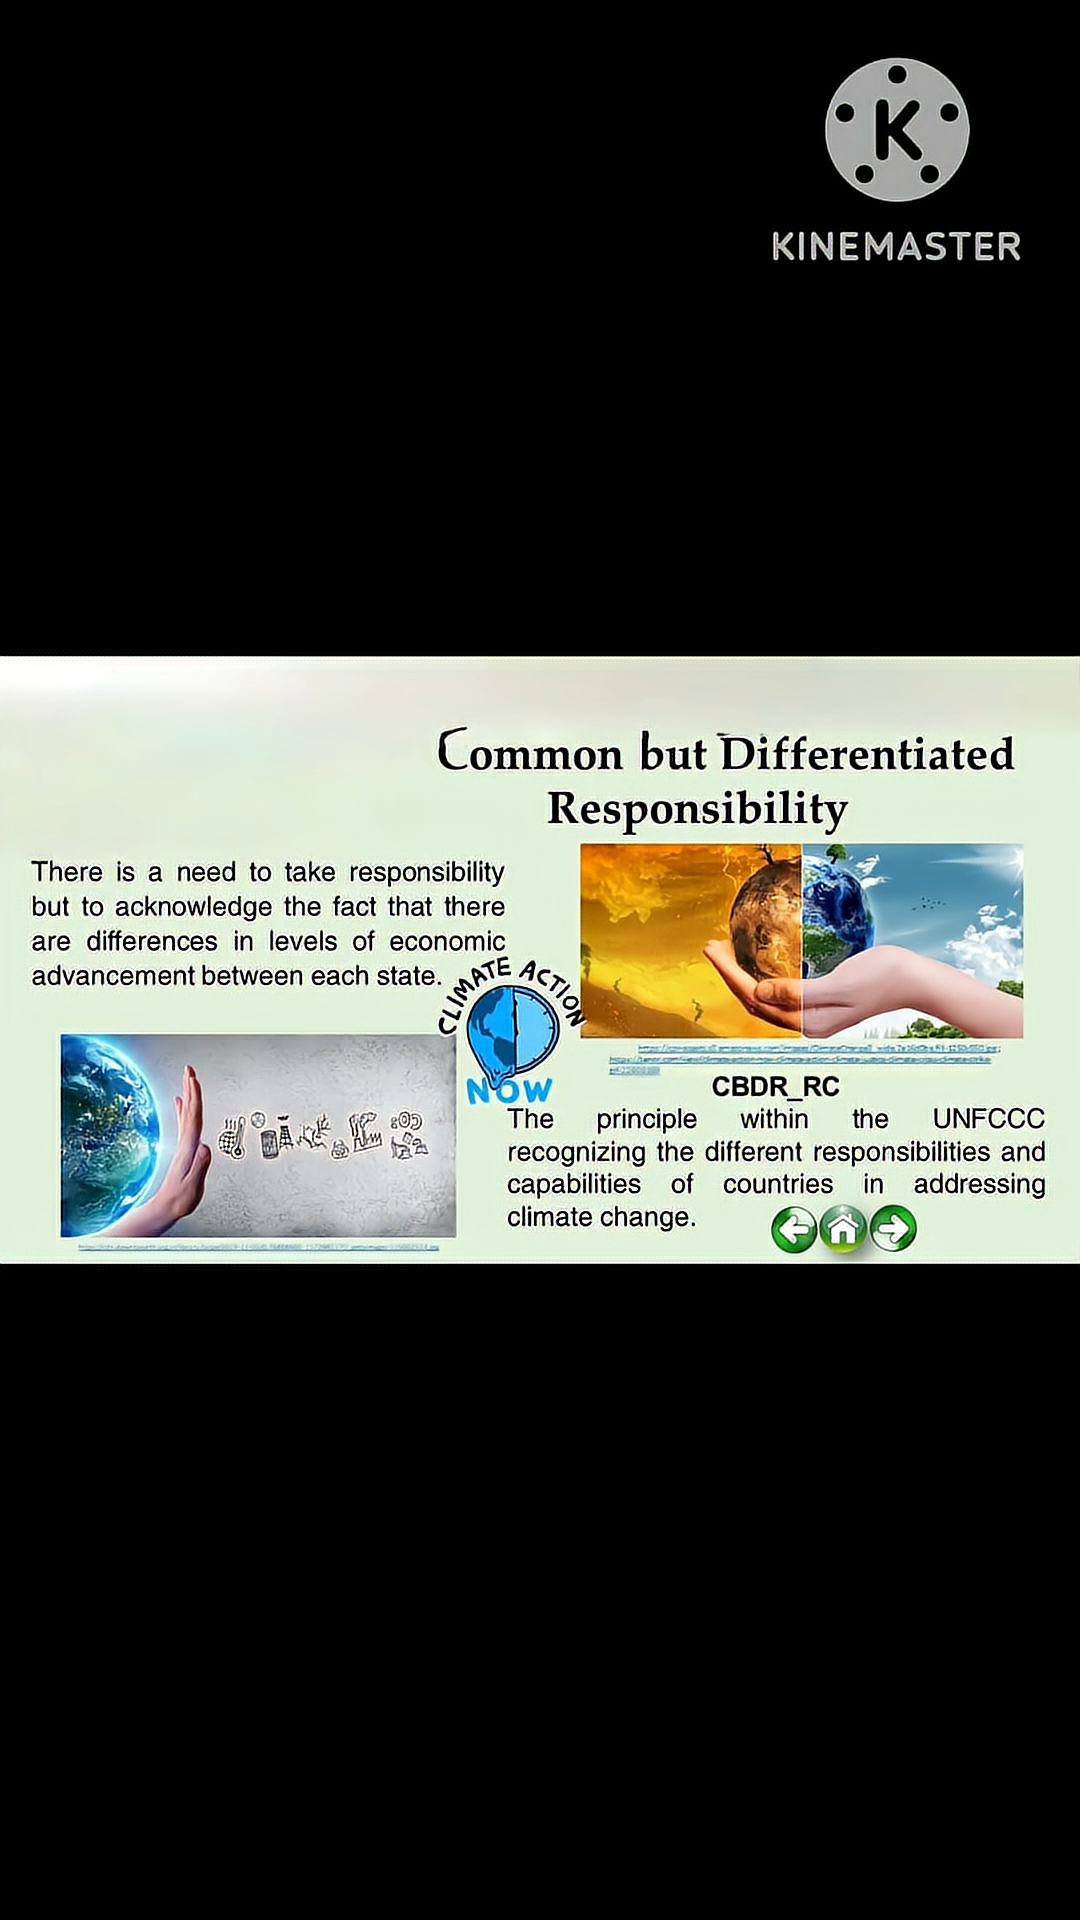 K
KINEMASTER
Common but Differentiated
Responsibility
There is a need to take responsibility
but to acknowledge the fact that there
are differences in levels of economic
advancement between each state.
CLIMATE ACTION
NOW
CBDR_RC
The principle within the UNFCCC
recognizing the different responsibilities and
capabilities of countries in addressing
climate change.